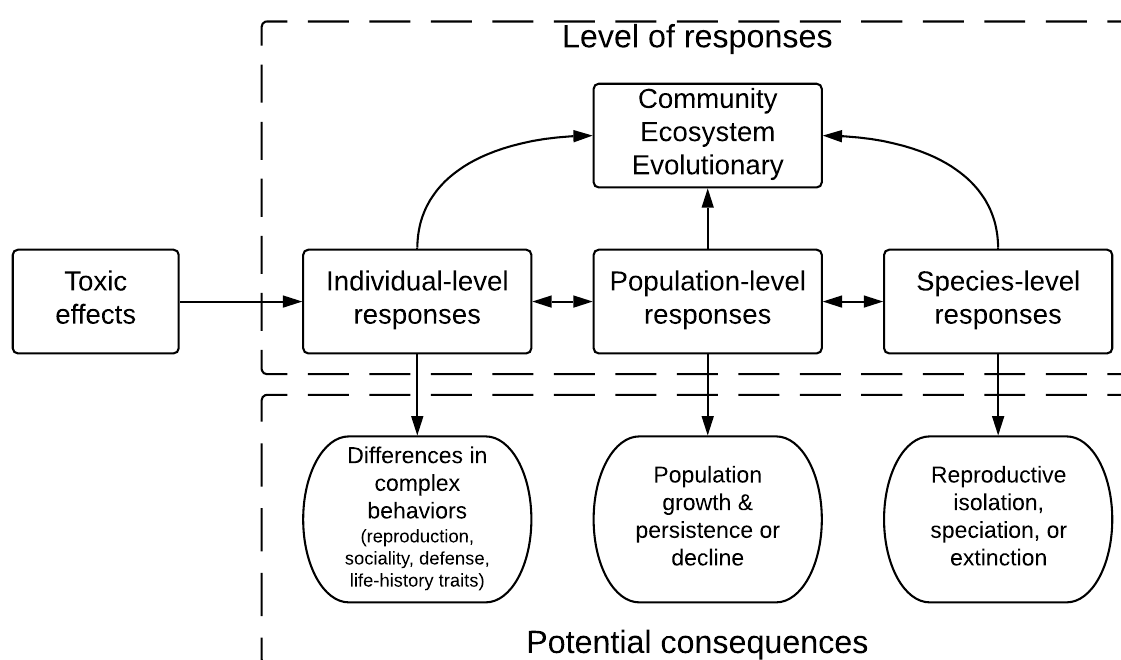 Level of responses
Community
Ecosystem
Evolutionary
Toxic
effects
Individual-level
responses
Population-level
responses
Species-level
responses
Differences in
complex
behaviors
(reproduction,
sociality, defense,
life-history traits)
Population
growth &
persistence or
decline
Reproductive
isolation,
speciation, or
extinction
Potential consequences